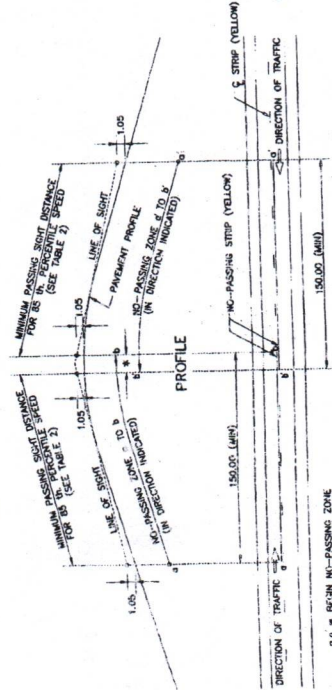 MINIMUM PASSING SIGHT DISTANCE
FOR 85 th. PERCENTILE SPEED
(SEE TABLE 2)
MINIMUM PASSING SIGHT DISTANCE
FOR 85 th. PERCENTILE SPEED
(SEE TABLE 2)
1.05
LINE OF SIGHT
1.05
1.05
LINE OF SIGHT
1.05
PAVEMENT PROFILE
NO-PASSING ZONE a TO b
(IN DIRECTION INDICATED)
NO-PASSING ZONE a' TO b'
(IN DIRECTION INDICATED)
a
b
b'
*
a'
PROFILE
150.00 (MIN)
NO-PASSING STRIP (YELLOW)
℄ STRIP (YELLOW)
DIRECTION OF TRAFFIC
a
b'
a'
DIRECTION OF TRAFFIC
150.00 (MIN)
BEGIN NO-PASSING ZONE